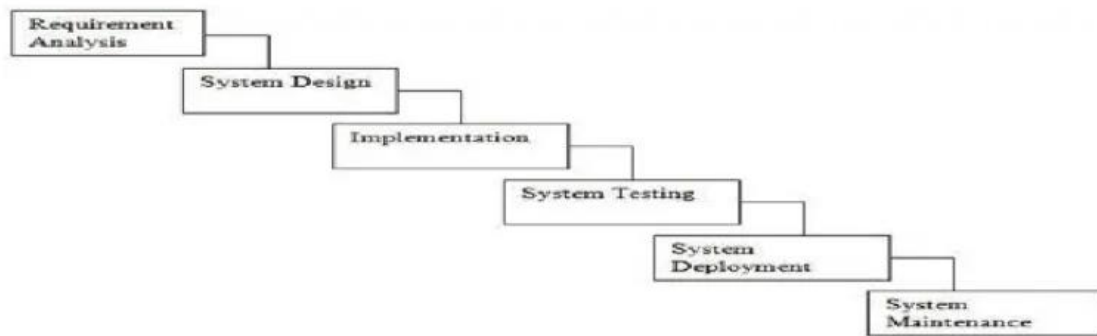 Requirement
Analysis
System Design
Implementation
System Testing
System
Deployment
System
Maintenance